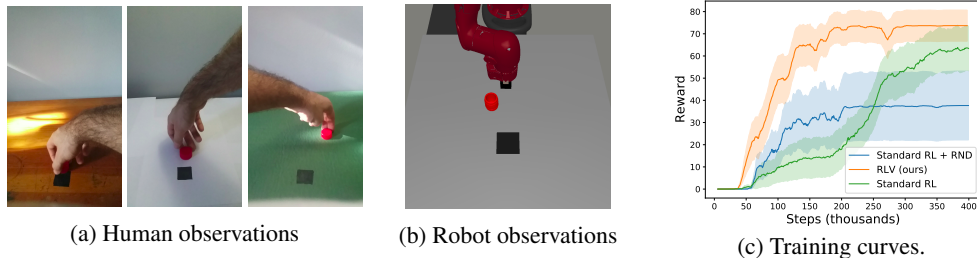 (a) Human observations
(b) Robot observations
Reward
80
70
60
50
40
30
20
10
0
0 50 100 150 200 250 300 350 400
Steps (thousands)
Standard RL + RND
RLV (ours)
Standard RL
(c) Training curves.